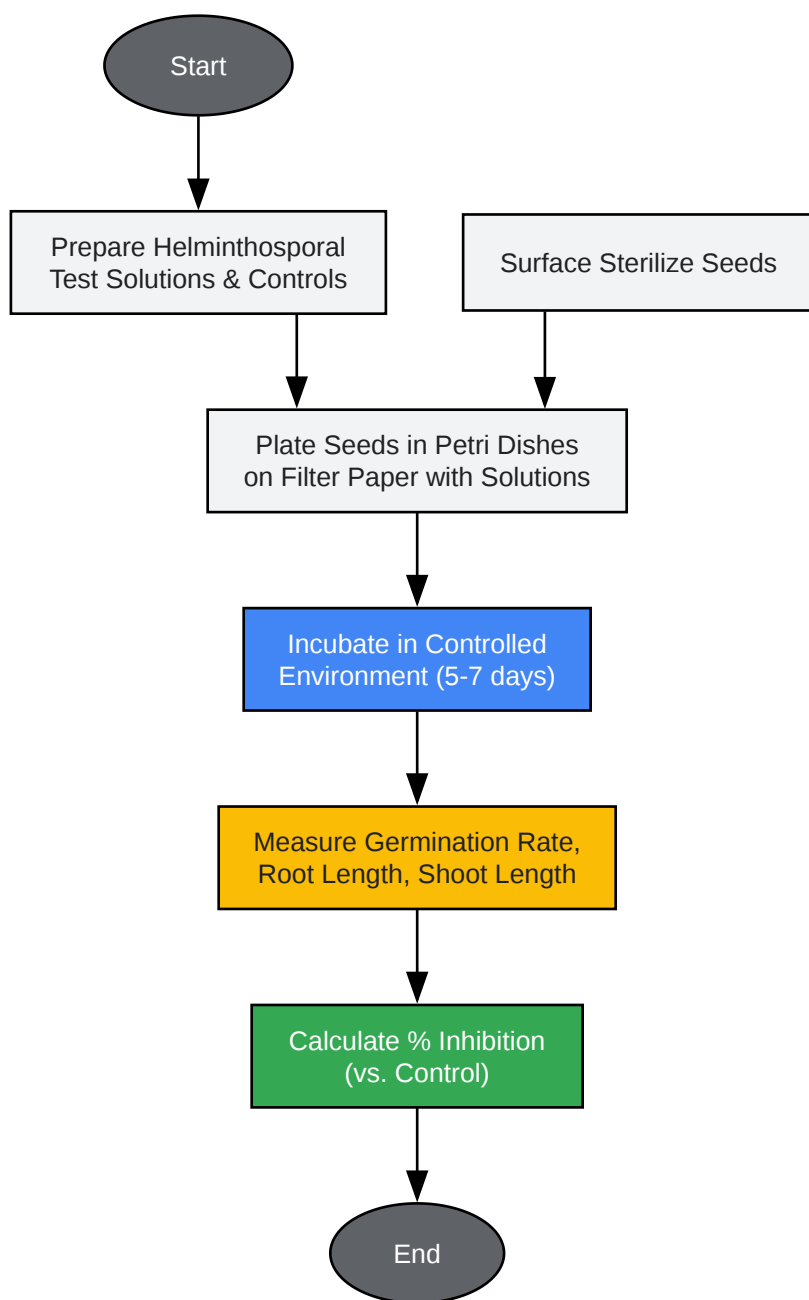 Start
Prepare Helminthosporal
Test Solutions & Controls
Surface Sterilize Seeds
Plate Seeds in Petri Dishes
on Filter Paper with Solutions
Incubate in Controlled
Environment (5-7 days)
Measure Germination Rate,
Root Length, Shoot Length
Calculate % Inhibition
(vs. Control)
End